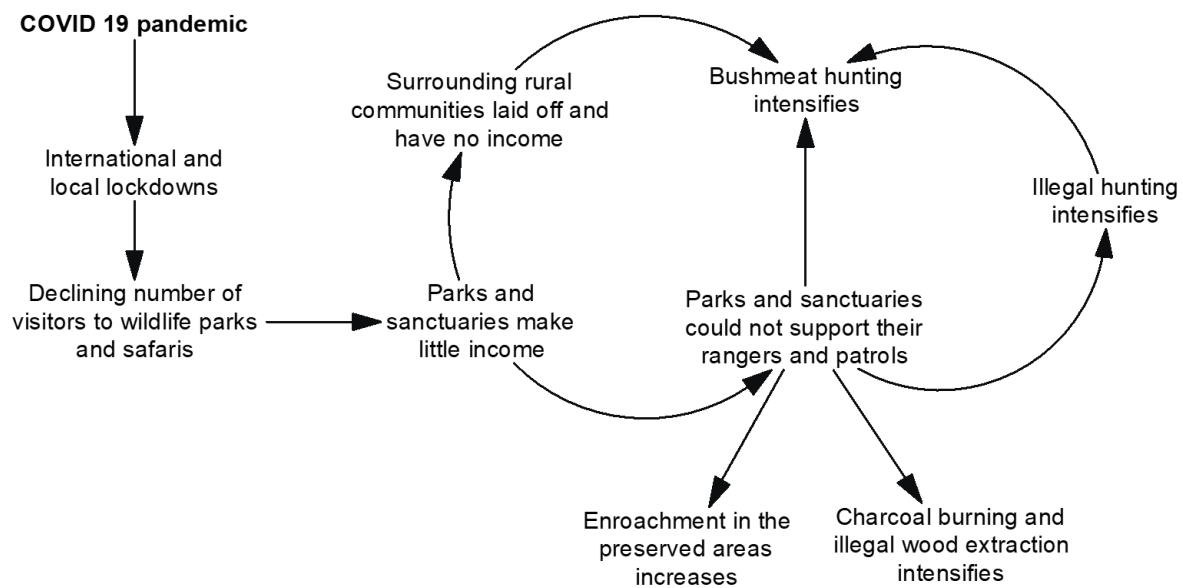 COVID 19 pandemic
International and
local lockdowns
Declining number of
visitors to wildlife parks
and safaris
Surrounding rural
communities laid off and
have no income
Parks and
sanctuaries make
little income
Bushmeat hunting
intensifies
Illegal hunting
intensifies
Parks and sanctuaries
could not support their
rangers and patrols
Enroachment in the
preserved areas
increases
Charcoal burning and
illegal wood extraction
intensifies